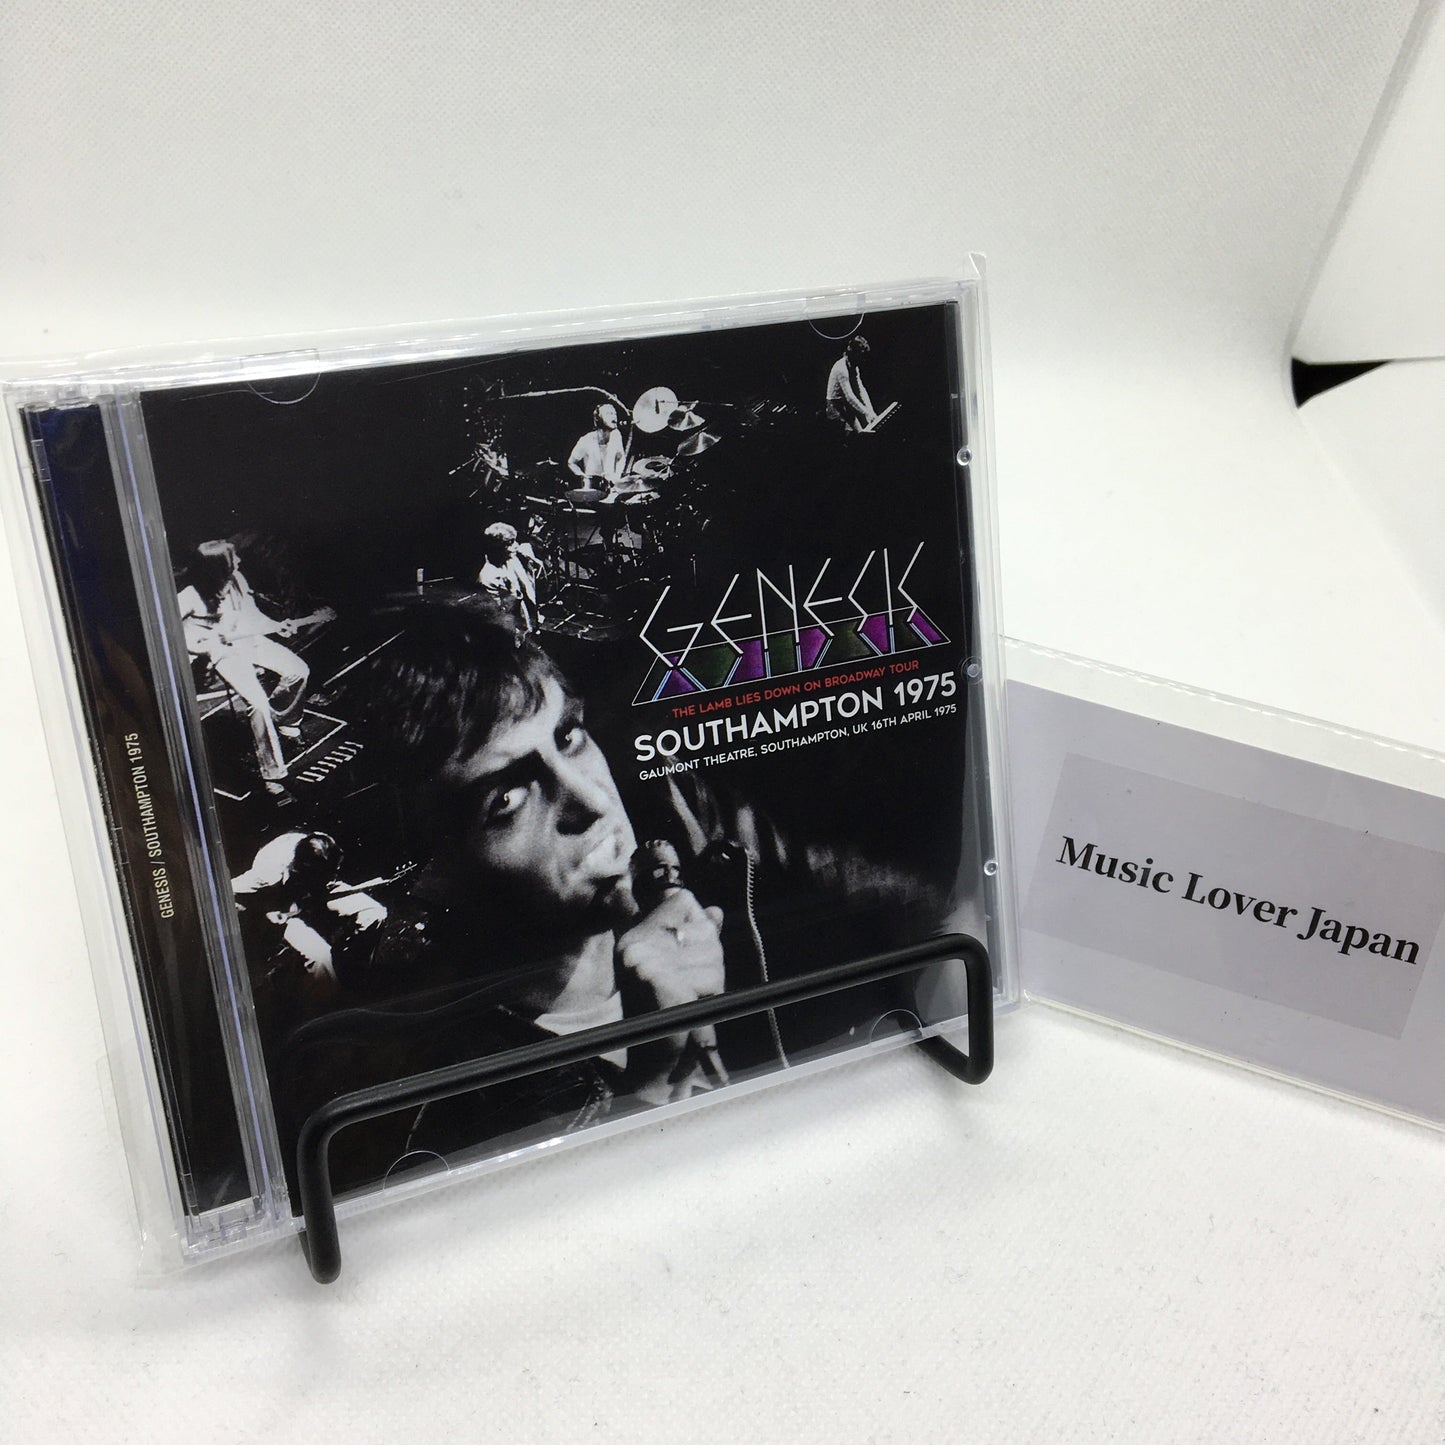 GENESIS / SOUTHAMPTON 1975
GENESIS
THE LAMB LIES DOWN ON BROADWAY TOUR
SOUTHAMPTON 1975
GAUMONT THEATRE, SOUTHAMPTON, UK 16TH APRIL 1975
Music Lover Japan